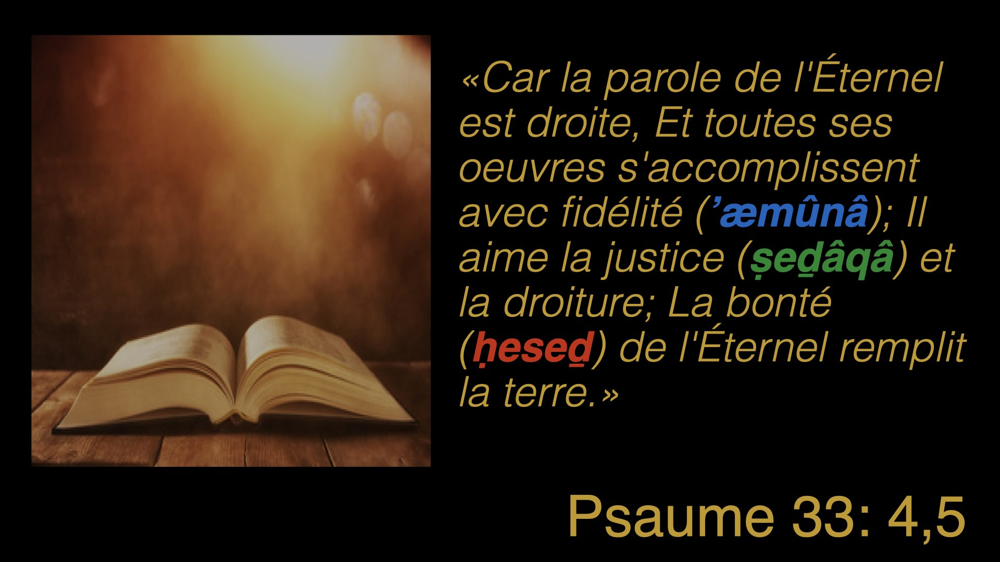 «Car la parole de l'Éternel
est droite, Et toutes ses
oeuvres s'accomplissent
avec fidélité (’æmûnâ); Il
aime la justice (ṣeḏâqâ) et
la droiture; La bonté
(ḥeseḏ) de l'Éternel remplit
la terre.»
Psaume 33: 4,5